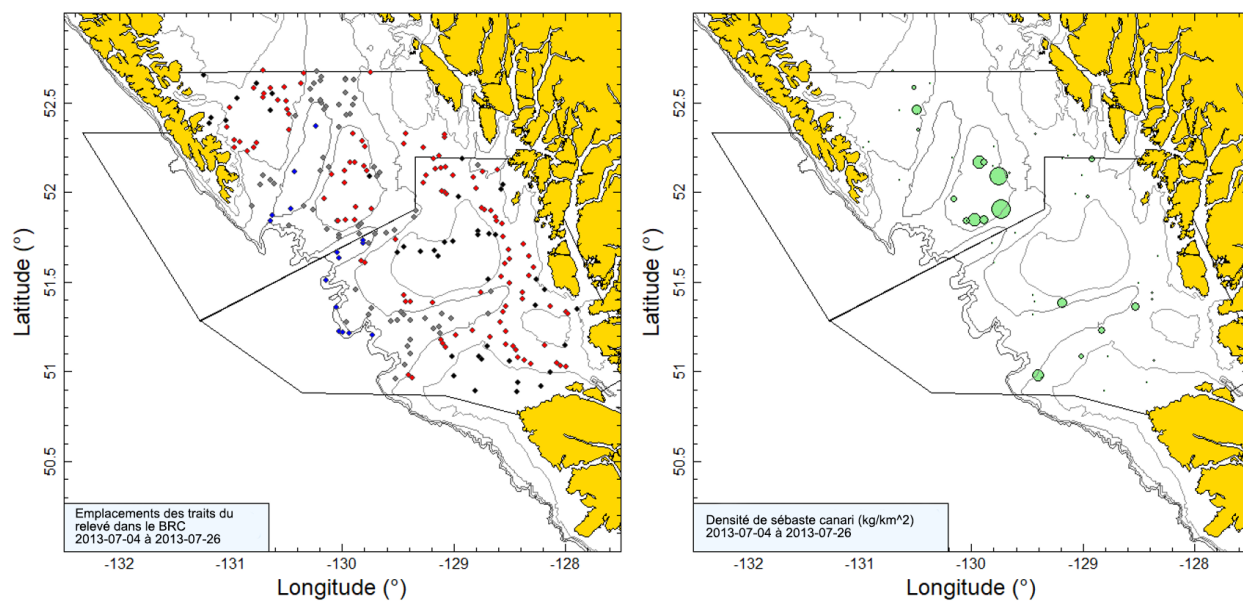 52.5
52
51.5
51
50.5
Latitude (°)
Emplacements des traits du
relevé dans le BRC
2013-07-04 à 2013-07-26
-132
-131
-130
-129
-128
Longitude (°)
52.5
52
51.5
51
50.5
Latitude (°)
Densité de sébaste canari (kg/km^2)
2013-07-04 à 2013-07-26
-132
-131
-130
-129
-128
Longitude (°)